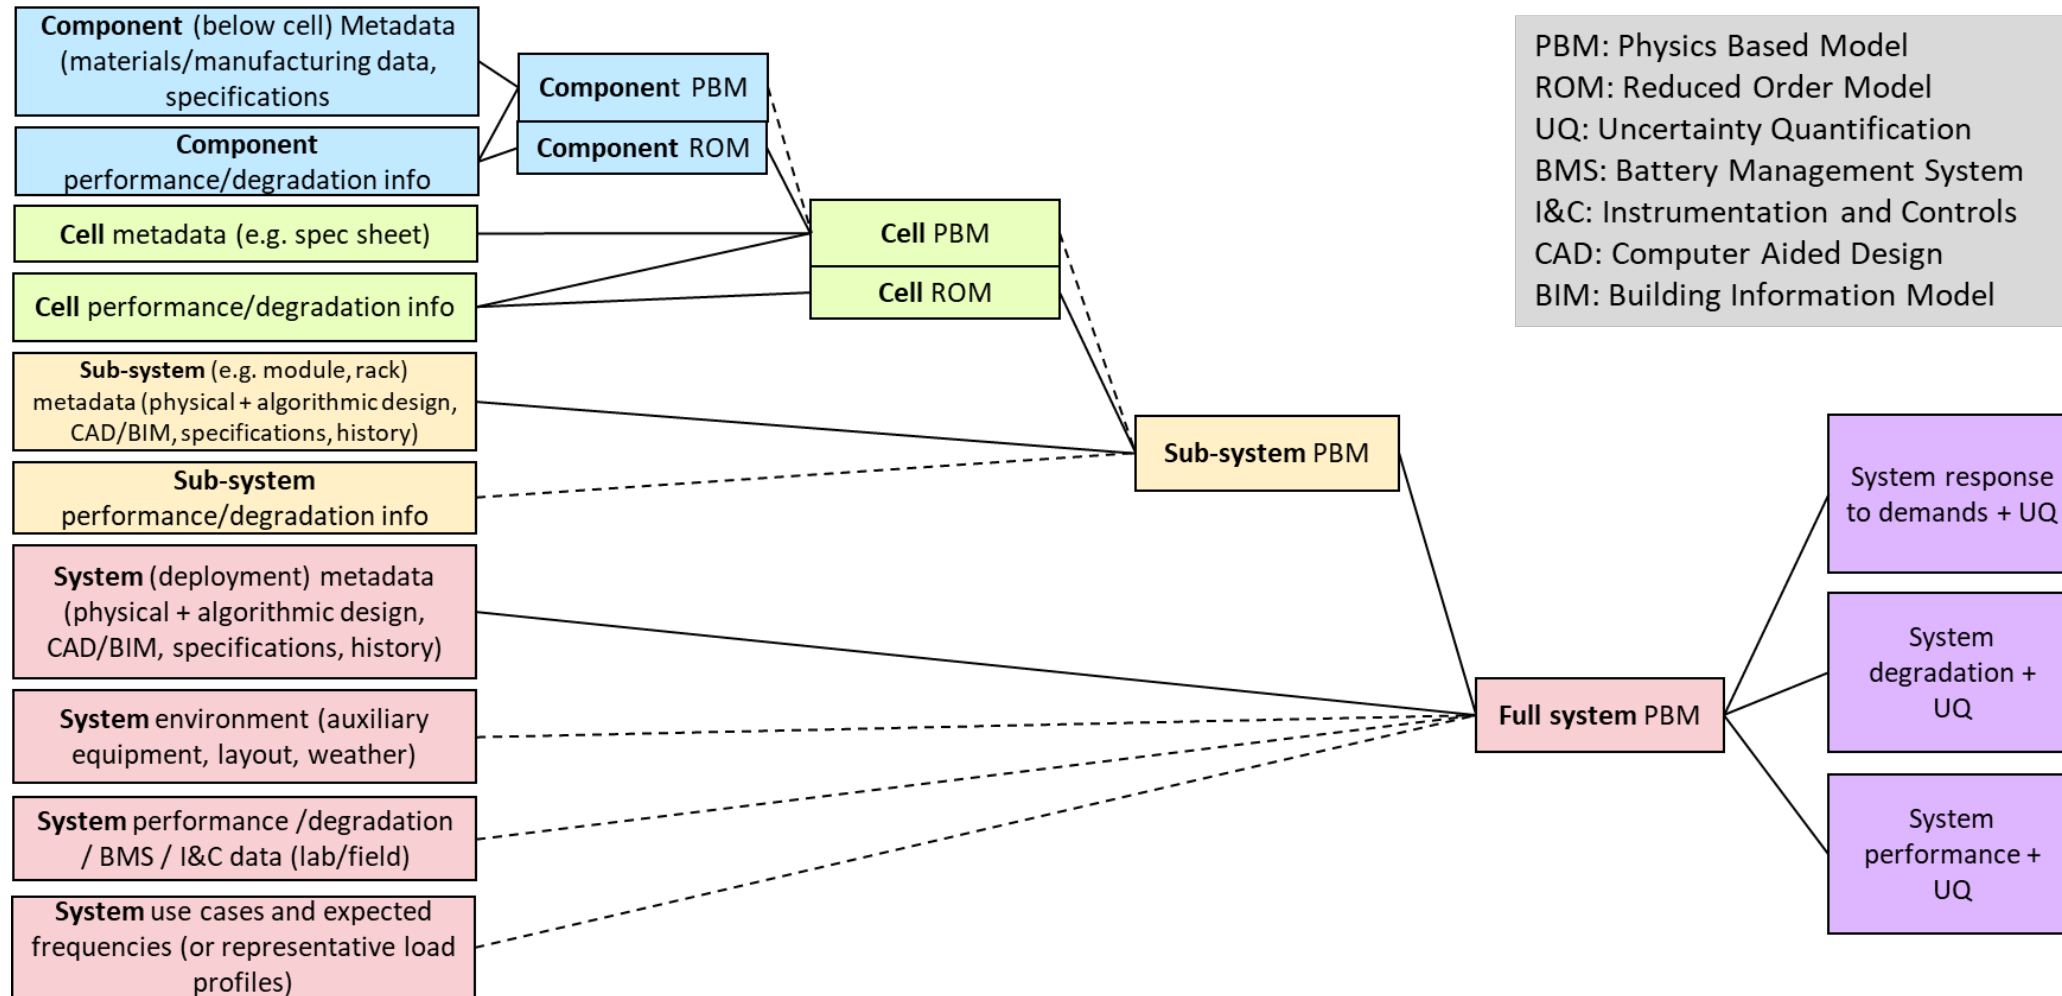 Component (below cell) Metadata
(materials/manufacturing data,
specifications
Component
performance/degradation info
Cell metadata (e.g. spec sheet)
Cell performance/degradation info
Sub-system (e.g. module, rack)
metadata (physical + algorithmic design,
CAD/BIM, specifications, history)
Sub-system
performance/degradation info
System (deployment) metadata
(physical + algorithmic design,
CAD/BIM, specifications, history)
System environment (auxiliary
equipment, layout, weather)
System performance /degradation
/ BMS / I&C data (lab/field)
System use cases and expected
frequencies (or representative load
profiles)
Component PBM
Component ROM
Cell PBM
Cell ROM
Sub-system PBM
Full system PBM
System response
to demands + UQ
System
degradation +
UQ
System
performance +
UQ
PBM: Physics Based Model
ROM: Reduced Order Model
UQ: Uncertainty Quantification
BMS: Battery Management System
I&C: Instrumentation and Controls
CAD: Computer Aided Design
BIM: Building Information Model